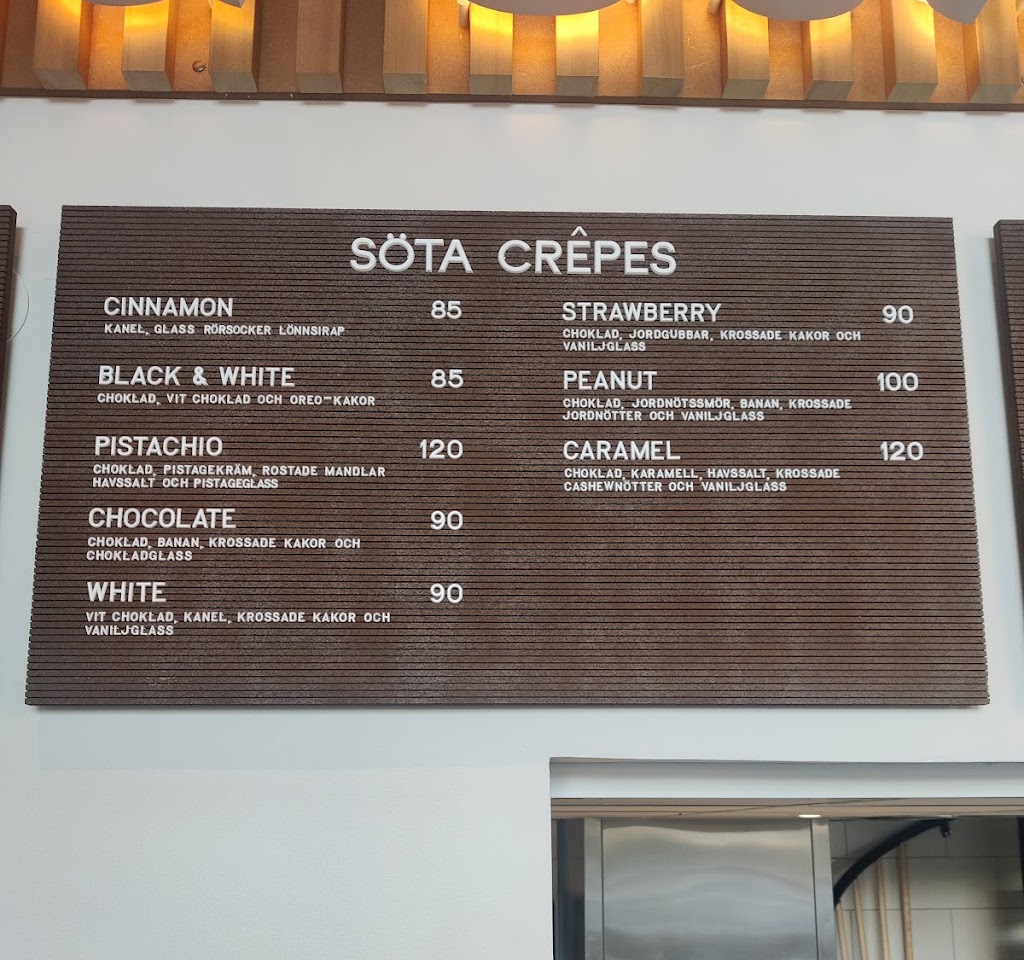 SÖTA CRÊPES
CINNAMON 85
KANEL, GLASS RÖRSOCKER LÖNNSIRAP
BLACK & WHITE 85
CHOKLAD, VIT CHOKLAD OCH OREO-KAKOR
PISTACHIO 120
CHOKLAD, PISTAGEKRÄM, ROSTADE MANDLAR
HAVSSALT OCH PISTAGEGLASS
CHOCOLATE 90
CHOKLAD, BANAN, KROSSADE KAKOR OCH
CHOKLADGLASS
WHITE 90
VIT CHOKLAD, KANEL, KROSSADE KAKOR OCH
VANILJGLASS
STRAWBERRY 90
CHOKLAD, JORDGUBBAR, KROSSADE KAKOR OCH
VANILJGLASS
PEANUT 100
CHOKLAD, JORDNÖTSSMÖR, BANAN, KROSSADE
JORDNÖTTER OCH VANILJGLASS
CARAMEL 120
CHOKLAD, KARAMELL, HAVSSALT, KROSSADE
CASHEWNÖTTER OCH VANILJGLASS